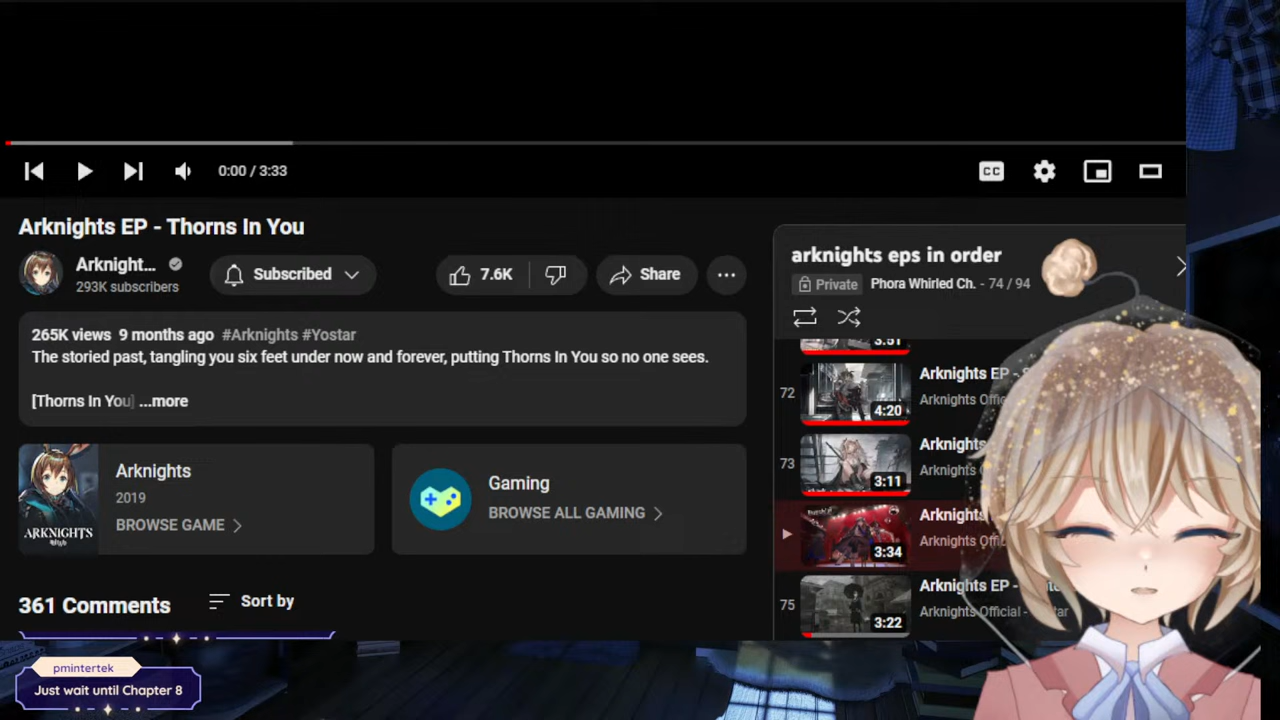 0:00 / 3:33
CC
Arknights EP - Thorns In You
Arknight...
293K subscribers
Subscribed
7.6K
Share
265K views 9 months ago #Arknights #Yostar
The storied past, tangling you six feet under now and forever, putting Thorns In You so no one sees.
[Thorns In You] ...more
Arknights
2019
BROWSE GAME
ARKNIGHTS
Gaming
BROWSE ALL GAMING
361 Comments
Sort by
arknights eps in order
Private
Phora Whirled Ch. - 74 / 94
3:51
72
4:20
Arknights EP -
Arknights Offic
73
3:11
Arknights
Arknights O
3:34
Arknights
Arknights Offi
75
3:22
Arknights EP -
Arknights Official -
pmintertek
Just wait until Chapter 8